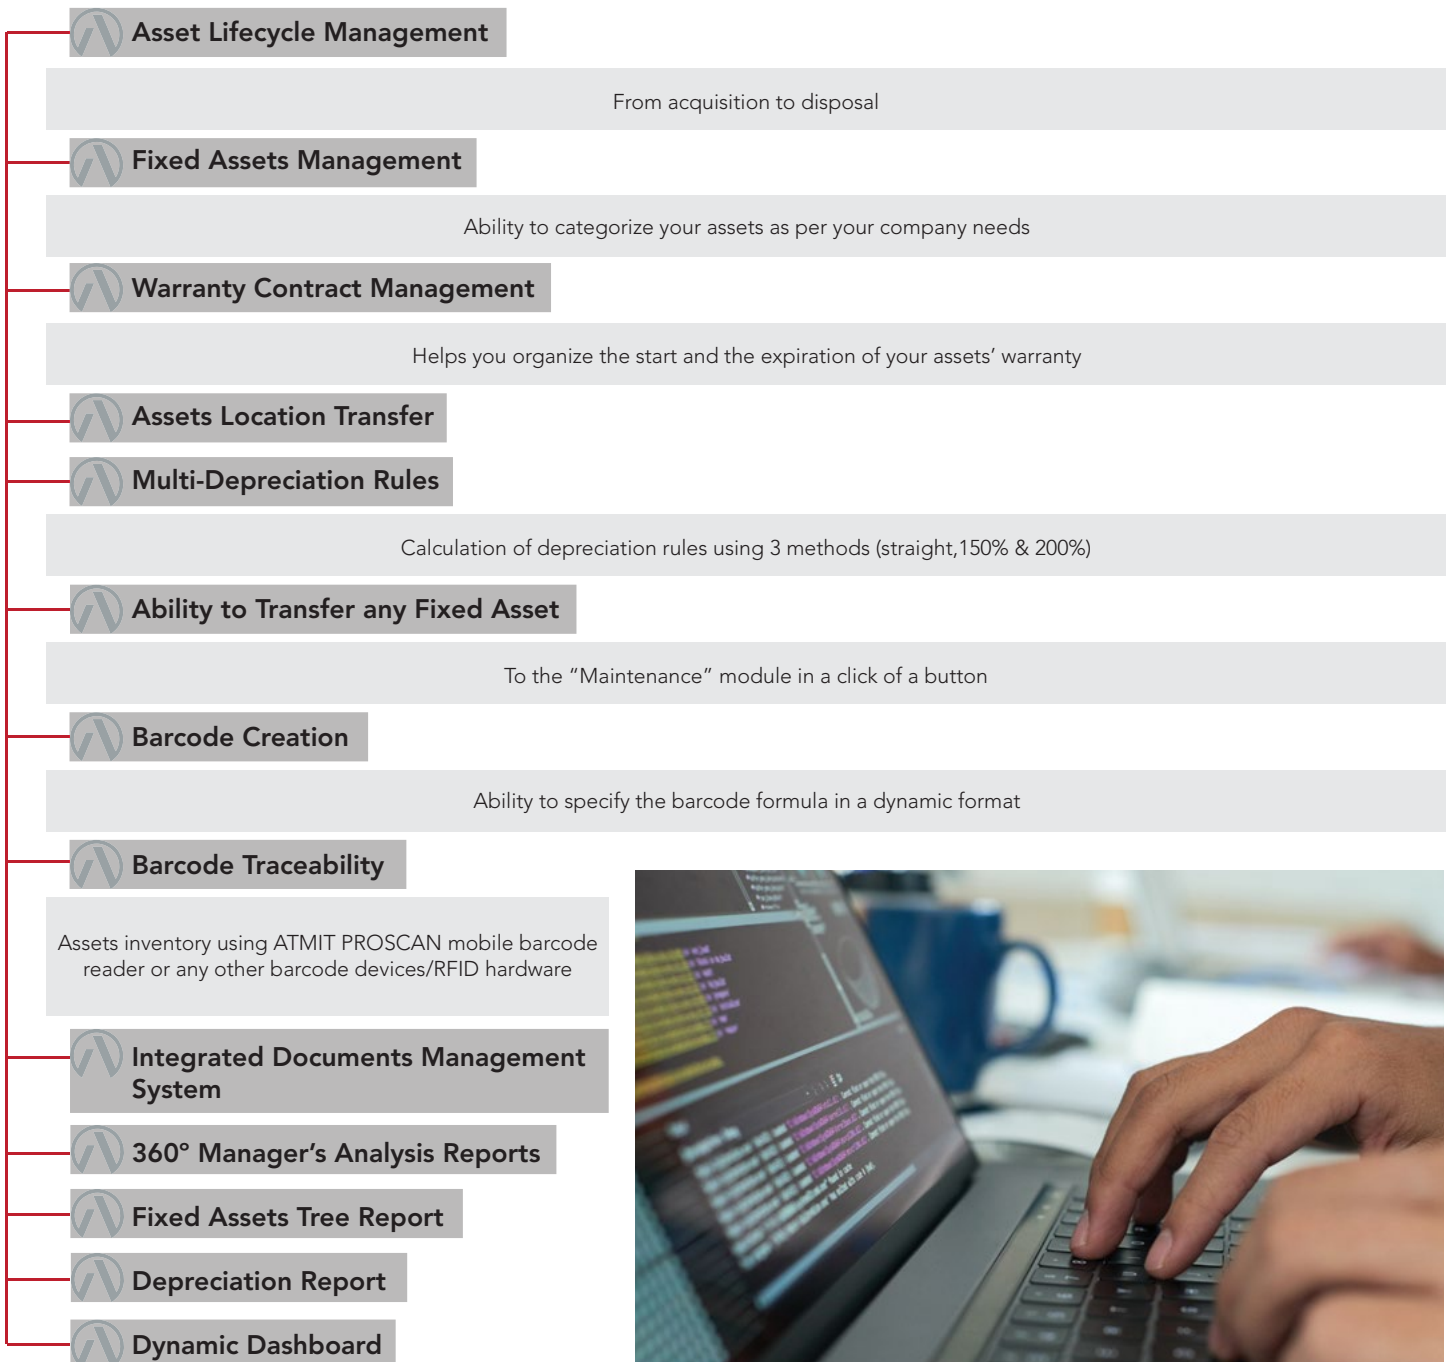 Asset Lifecycle Management
From acquisition to disposal
Fixed Assets Management
Ability to categorize your assets as per your company needs
Warranty Contract Management
Helps you organize the start and the expiration of your assets’ warranty
Assets Location Transfer
Multi-Depreciation Rules
Calculation of depreciation rules using 3 methods (straight,150% & 200%)
Ability to Transfer any Fixed Asset
To the “Maintenance” module in a click of a button
Barcode Creation
Ability to specify the barcode formula in a dynamic format
Barcode Traceability
Assets inventory using ATMIT PROSCAN mobile barcode
reader or any other barcode devices/RFID hardware
Integrated Documents Management
System
360º Manager’s Analysis Reports
Fixed Assets Tree Report
Depreciation Report
Dynamic Dashboard